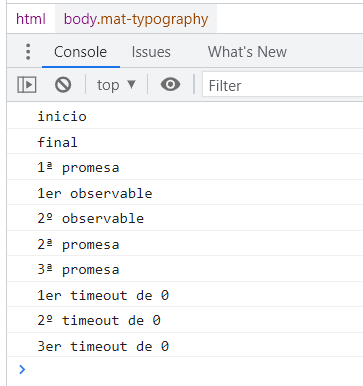 html body.mat-typography
Console Issues What's New
top Filter
inicio
final
1ª promesa
1er observable
2º observable
2ª promesa
3ª promesa
1er timeout de 0
2º timeout de 0
3er timeout de 0